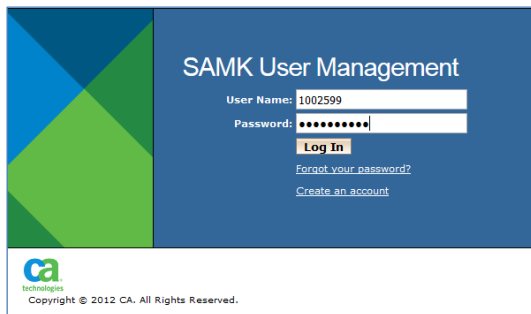 SAMK User Management
User Name: 1002599
Password: ••••••••••
Log In
Forgot your password?
Create an account
ca
technologies
Copyright © 2012 CA. All Rights Reserved.